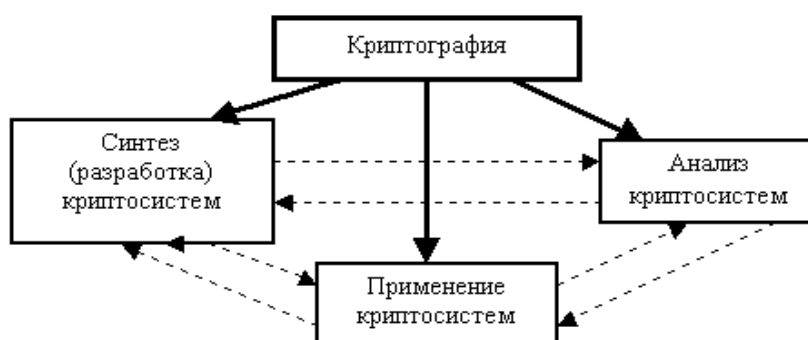 Криптография
Синтез
(разработка)
криптосистем
Анализ
криптосистем
Применение
криптосистем